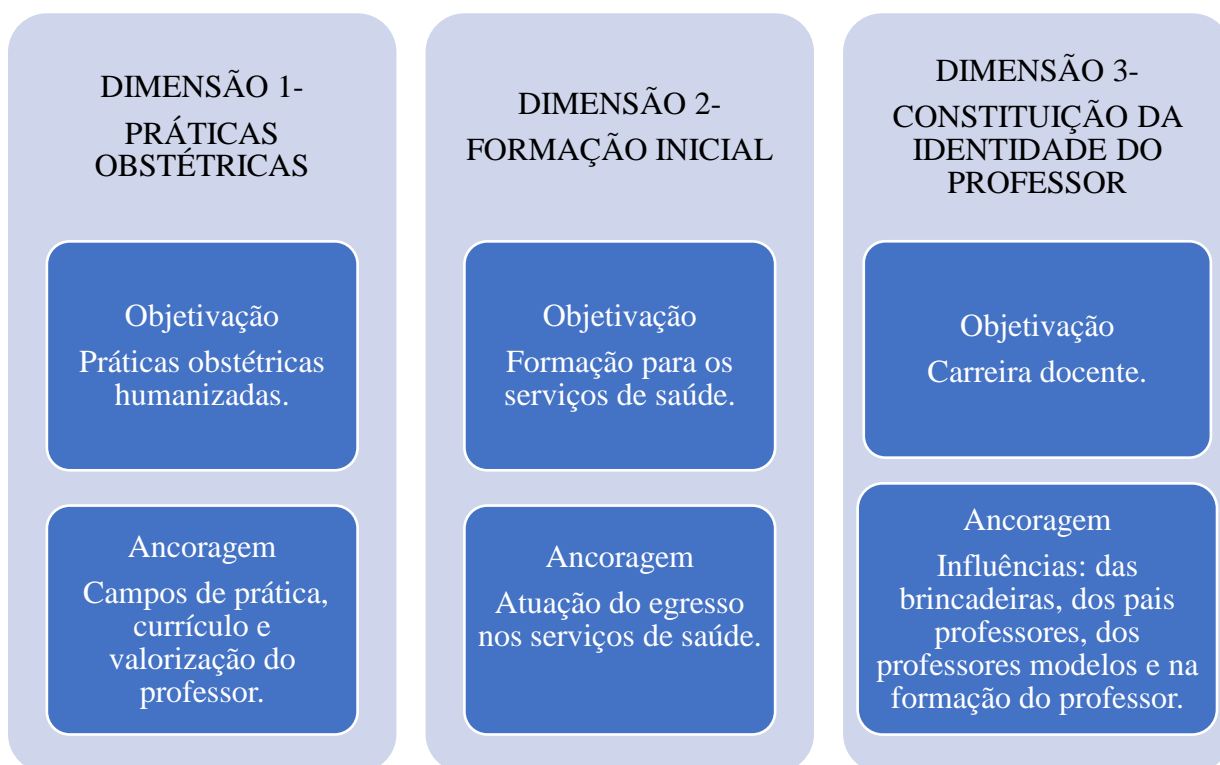 DIMENSÃO 1-
PRÁTICAS
OBSTÉTRICAS
Objetivação
Práticas obstétricas
humanizadas.
Ancoragem
Campos de prática,
currículo e
valorização do
professor.
DIMENSÃO 2-
FORMAÇÃO INICIAL
Objetivação
Formação para os
serviços de saúde.
Ancoragem
Atuação do egresso
nos serviços de saúde.
DIMENSÃO 3-
CONSTITUIÇÃO DA
IDENTIDADE DO
PROFESSOR
Objetivação
Carreira docente.
Ancoragem
Influências: das
brincadeiras, dos pais
professores, dos
professores modelos e na
formação do professor.